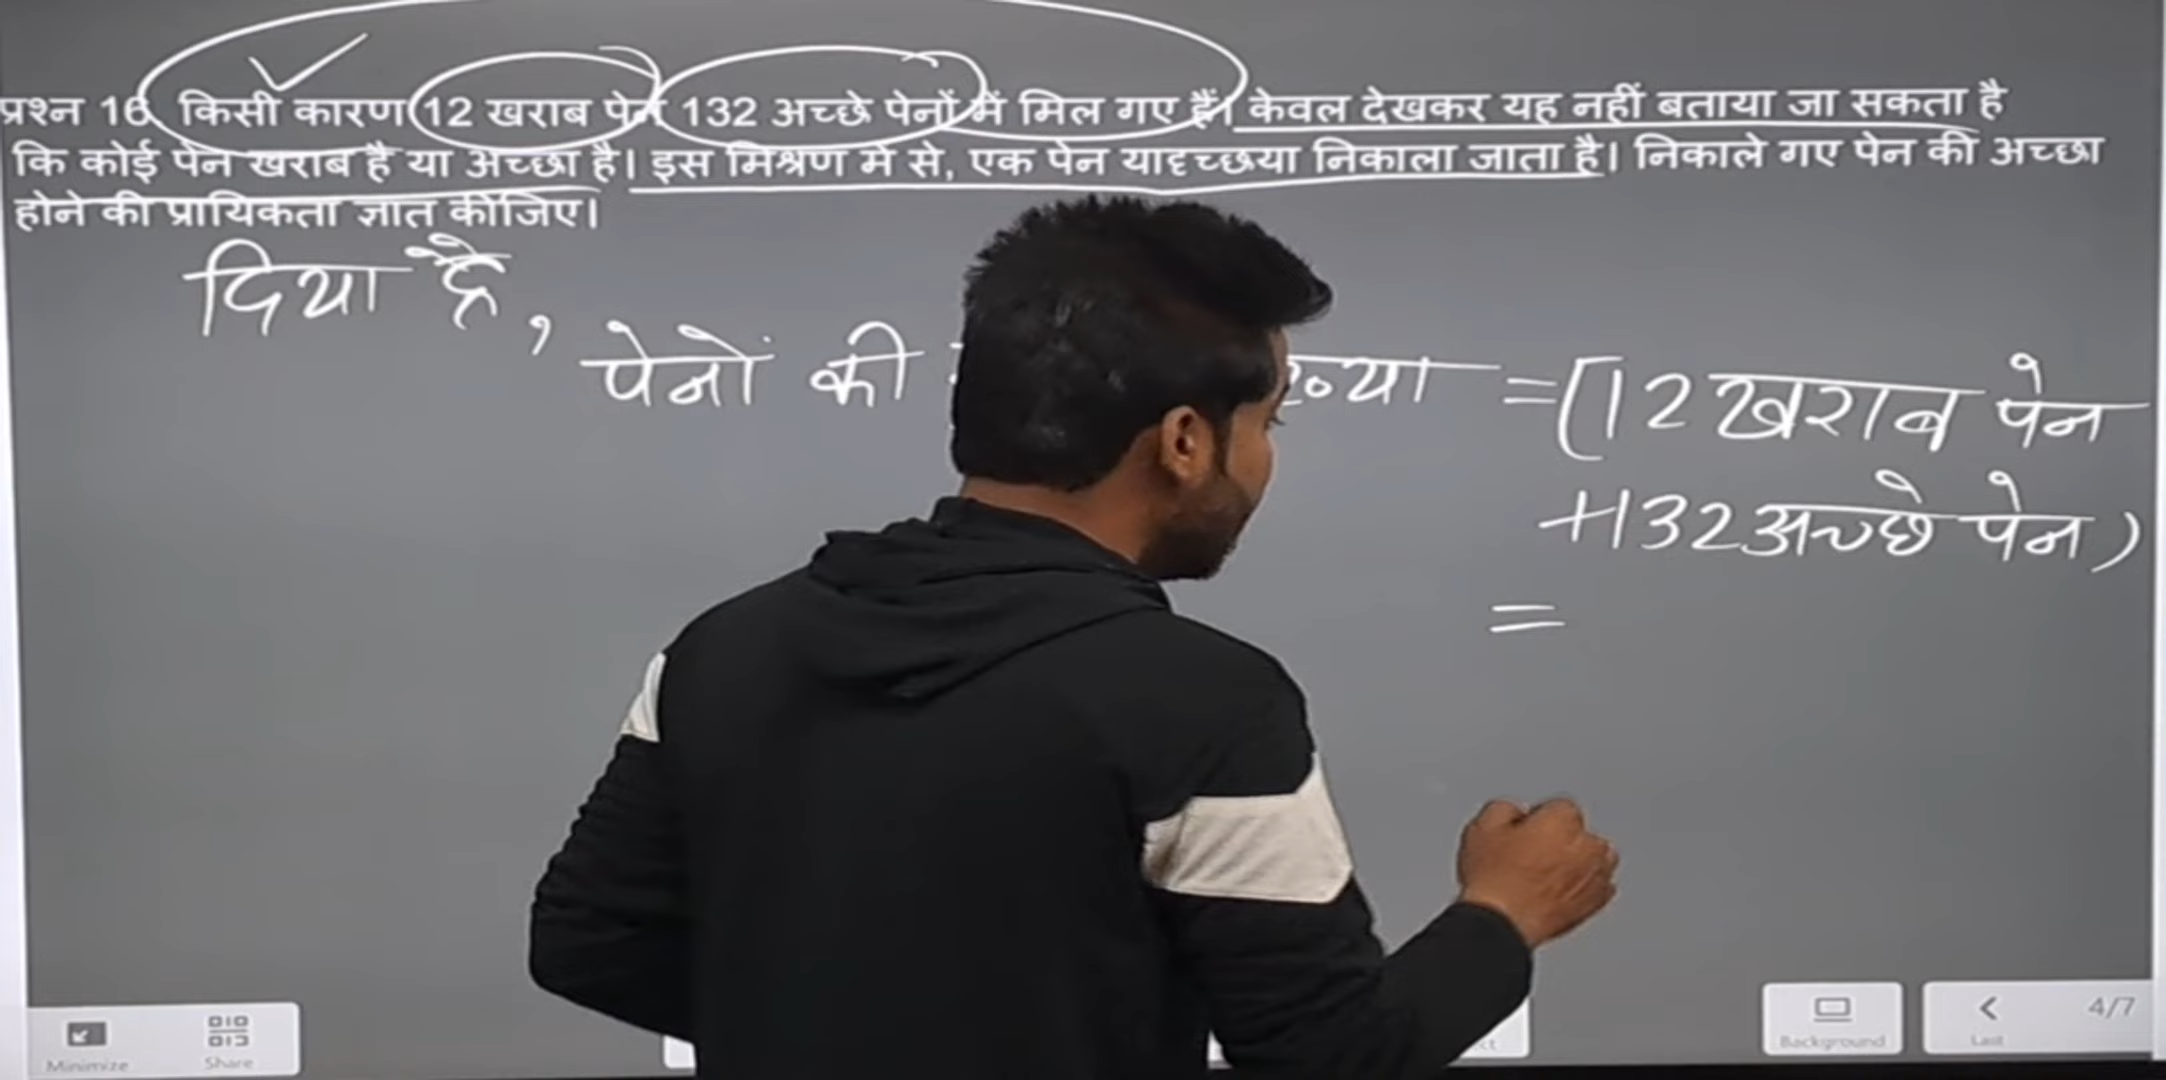 प्रश्न 16 किसी कारण 12 खराब पेन 132 अच्छे पेनों में मिल गए हैं। केवल देखकर यह नहीं बताया जा सकता है
कि कोई पेन खराब है या अच्छा है। इस मिश्रण में से, एक पेन यादृच्छया निकाला जाता है। निकाले गए पेन की अच्छा
होने की प्रायिकता ज्ञात कीजिए।
दिया है,
पेनों की = (12 खराब पेन
+132 अच्छे पेन)
=
Minimize Share Background Last 4/7